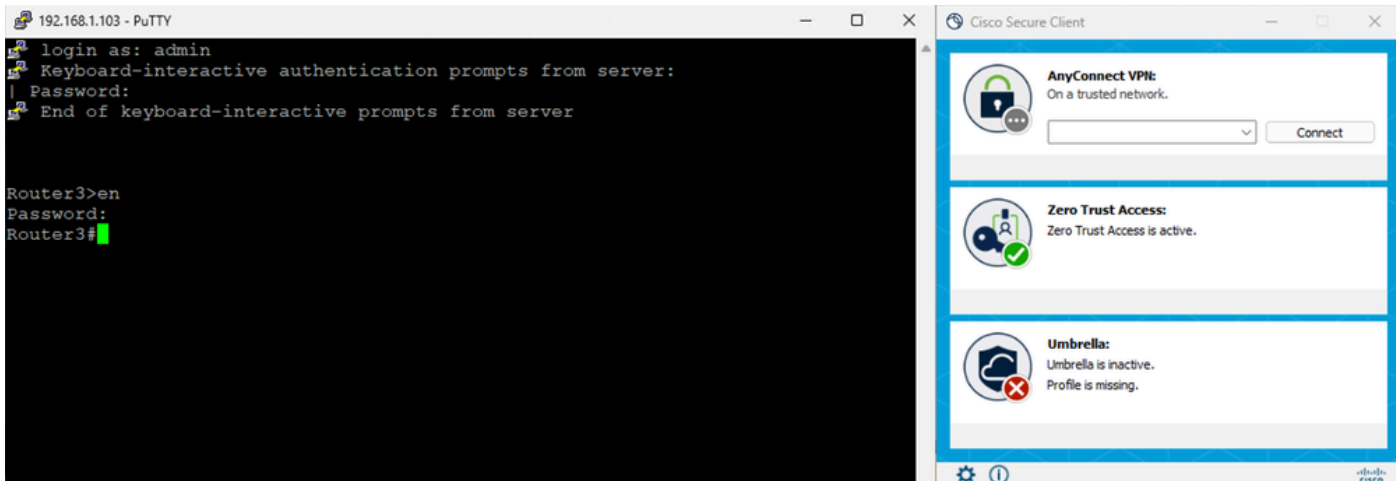 192.168.1.103 - PuTTY
login as: admin
Keyboard-interactive authentication prompts from server:
| Password:
End of keyboard-interactive prompts from server
Router3>en
Password:
Router3#
Cisco Secure Client
AnyConnect VPN:
On a trusted network.
Connect
Zero Trust Access:
Zero Trust Access is active.
Umbrella:
Umbrella is inactive.
Profile is missing.
cisco